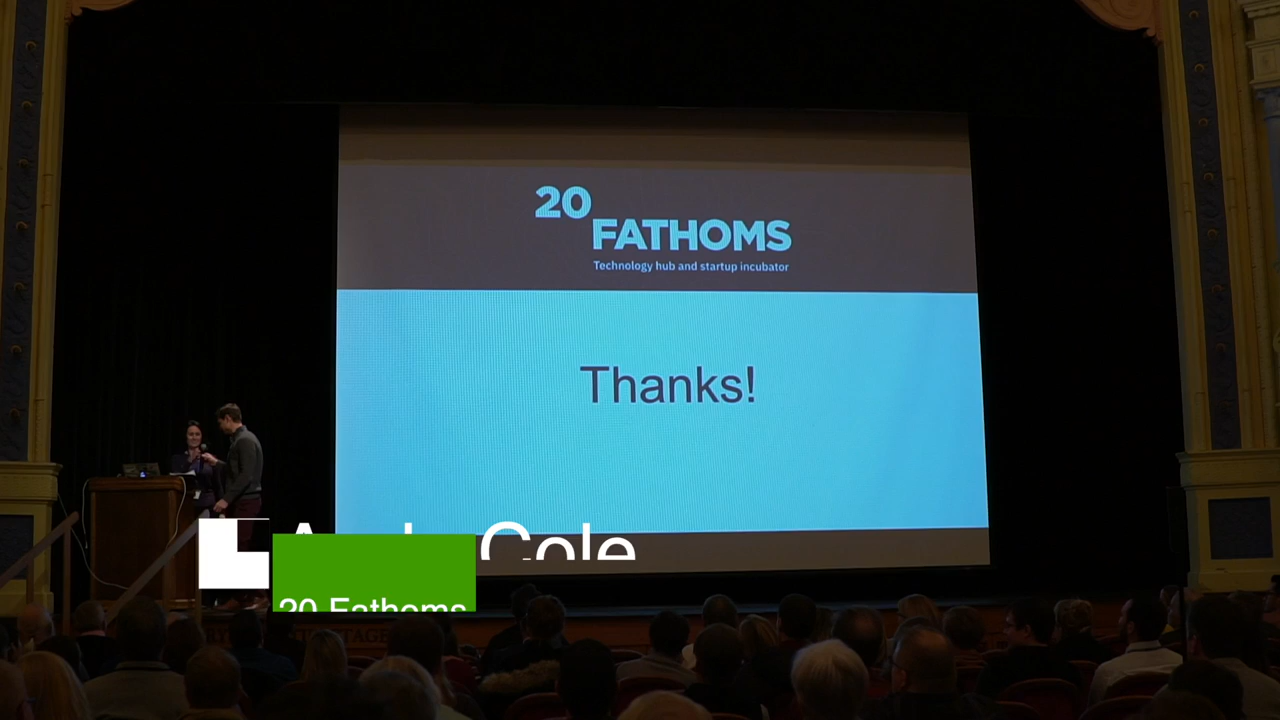 20
FATHOMS
Technology hub and startup incubator
Thanks!
Cole
20 Fathoms